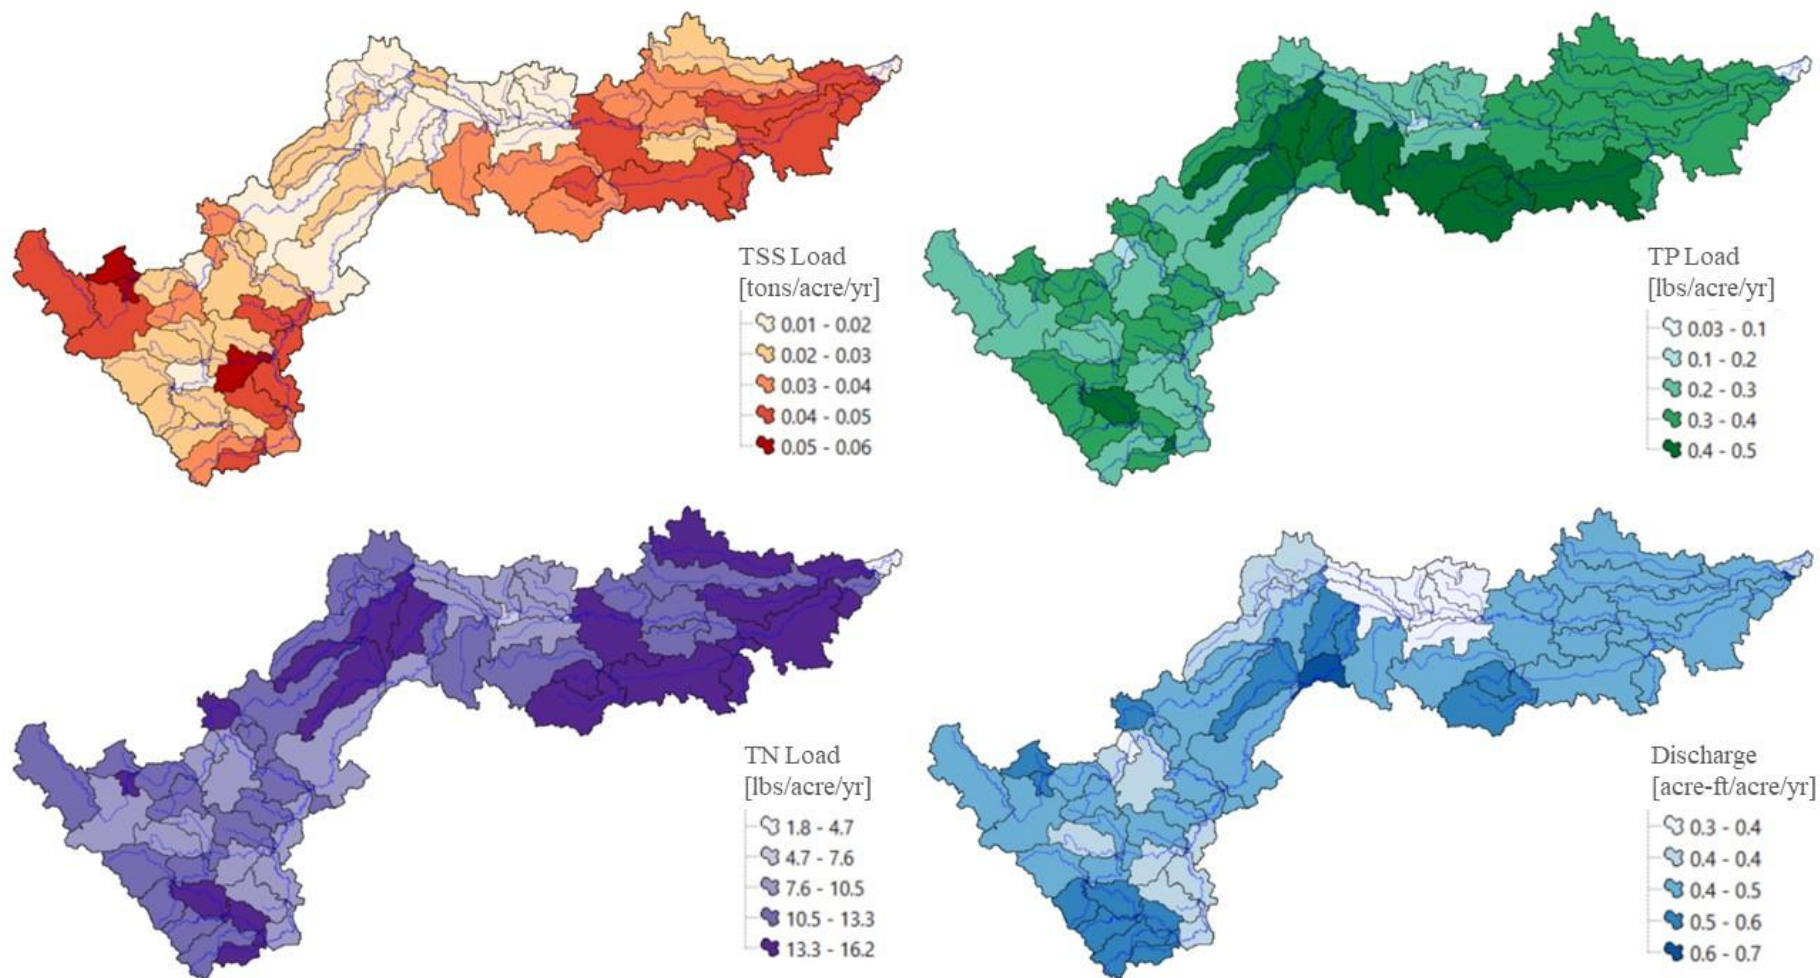 TSS Load
[tons/acre/yr]
0.01 - 0.02
0.02 - 0.03
0.03 - 0.04
0.04 - 0.05
0.05 - 0.06
TP Load
[lbs/acre/yr]
0.03 - 0.1
0.1 - 0.2
0.2 - 0.3
0.3 - 0.4
0.4 - 0.5
TN Load
[lbs/acre/yr]
1.8 - 4.7
4.7 - 7.6
7.6 - 10.5
10.5 - 13.3
13.3 - 16.2
Discharge
[acre-ft/acre/yr]
0.3 - 0.4
0.4 - 0.4
0.4 - 0.5
0.5 - 0.6
0.6 - 0.7